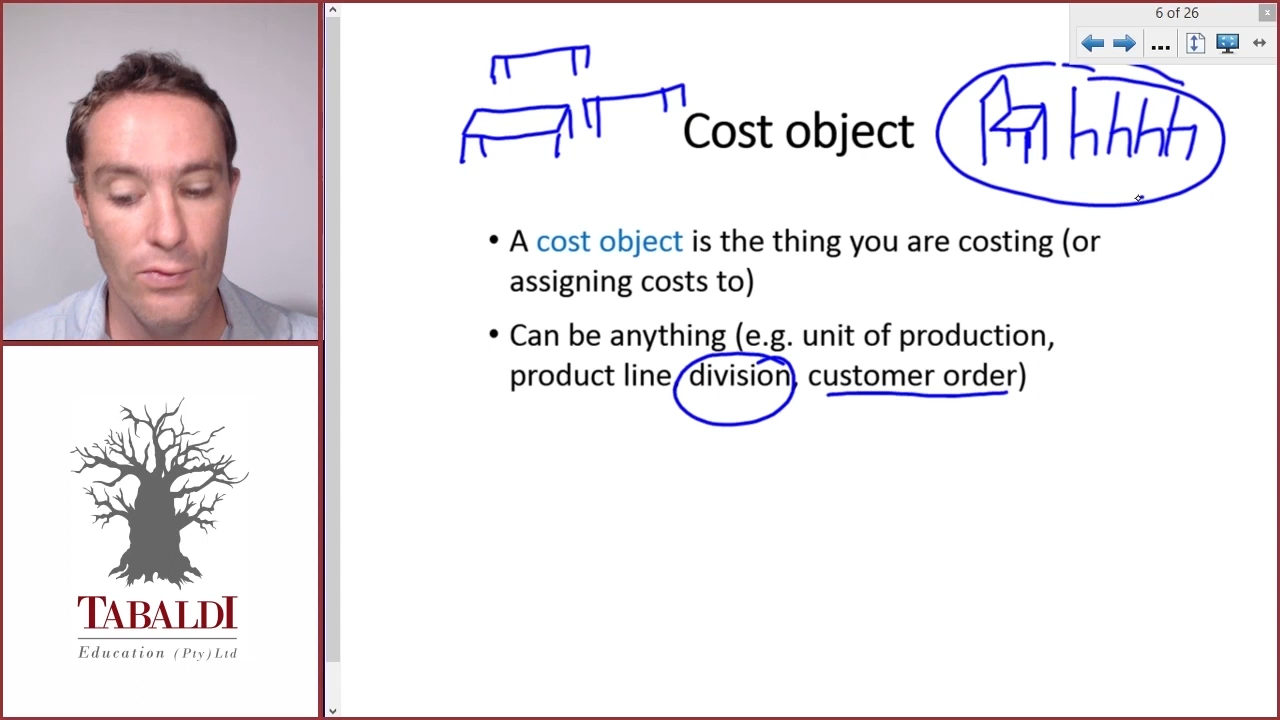 6 of 26
Cost object
• A cost object is the thing you are costing (or
assigning costs to)
• Can be anything (e.g. unit of production,
product line, division, customer order)
TABALDI
Education (Pty) Ltd